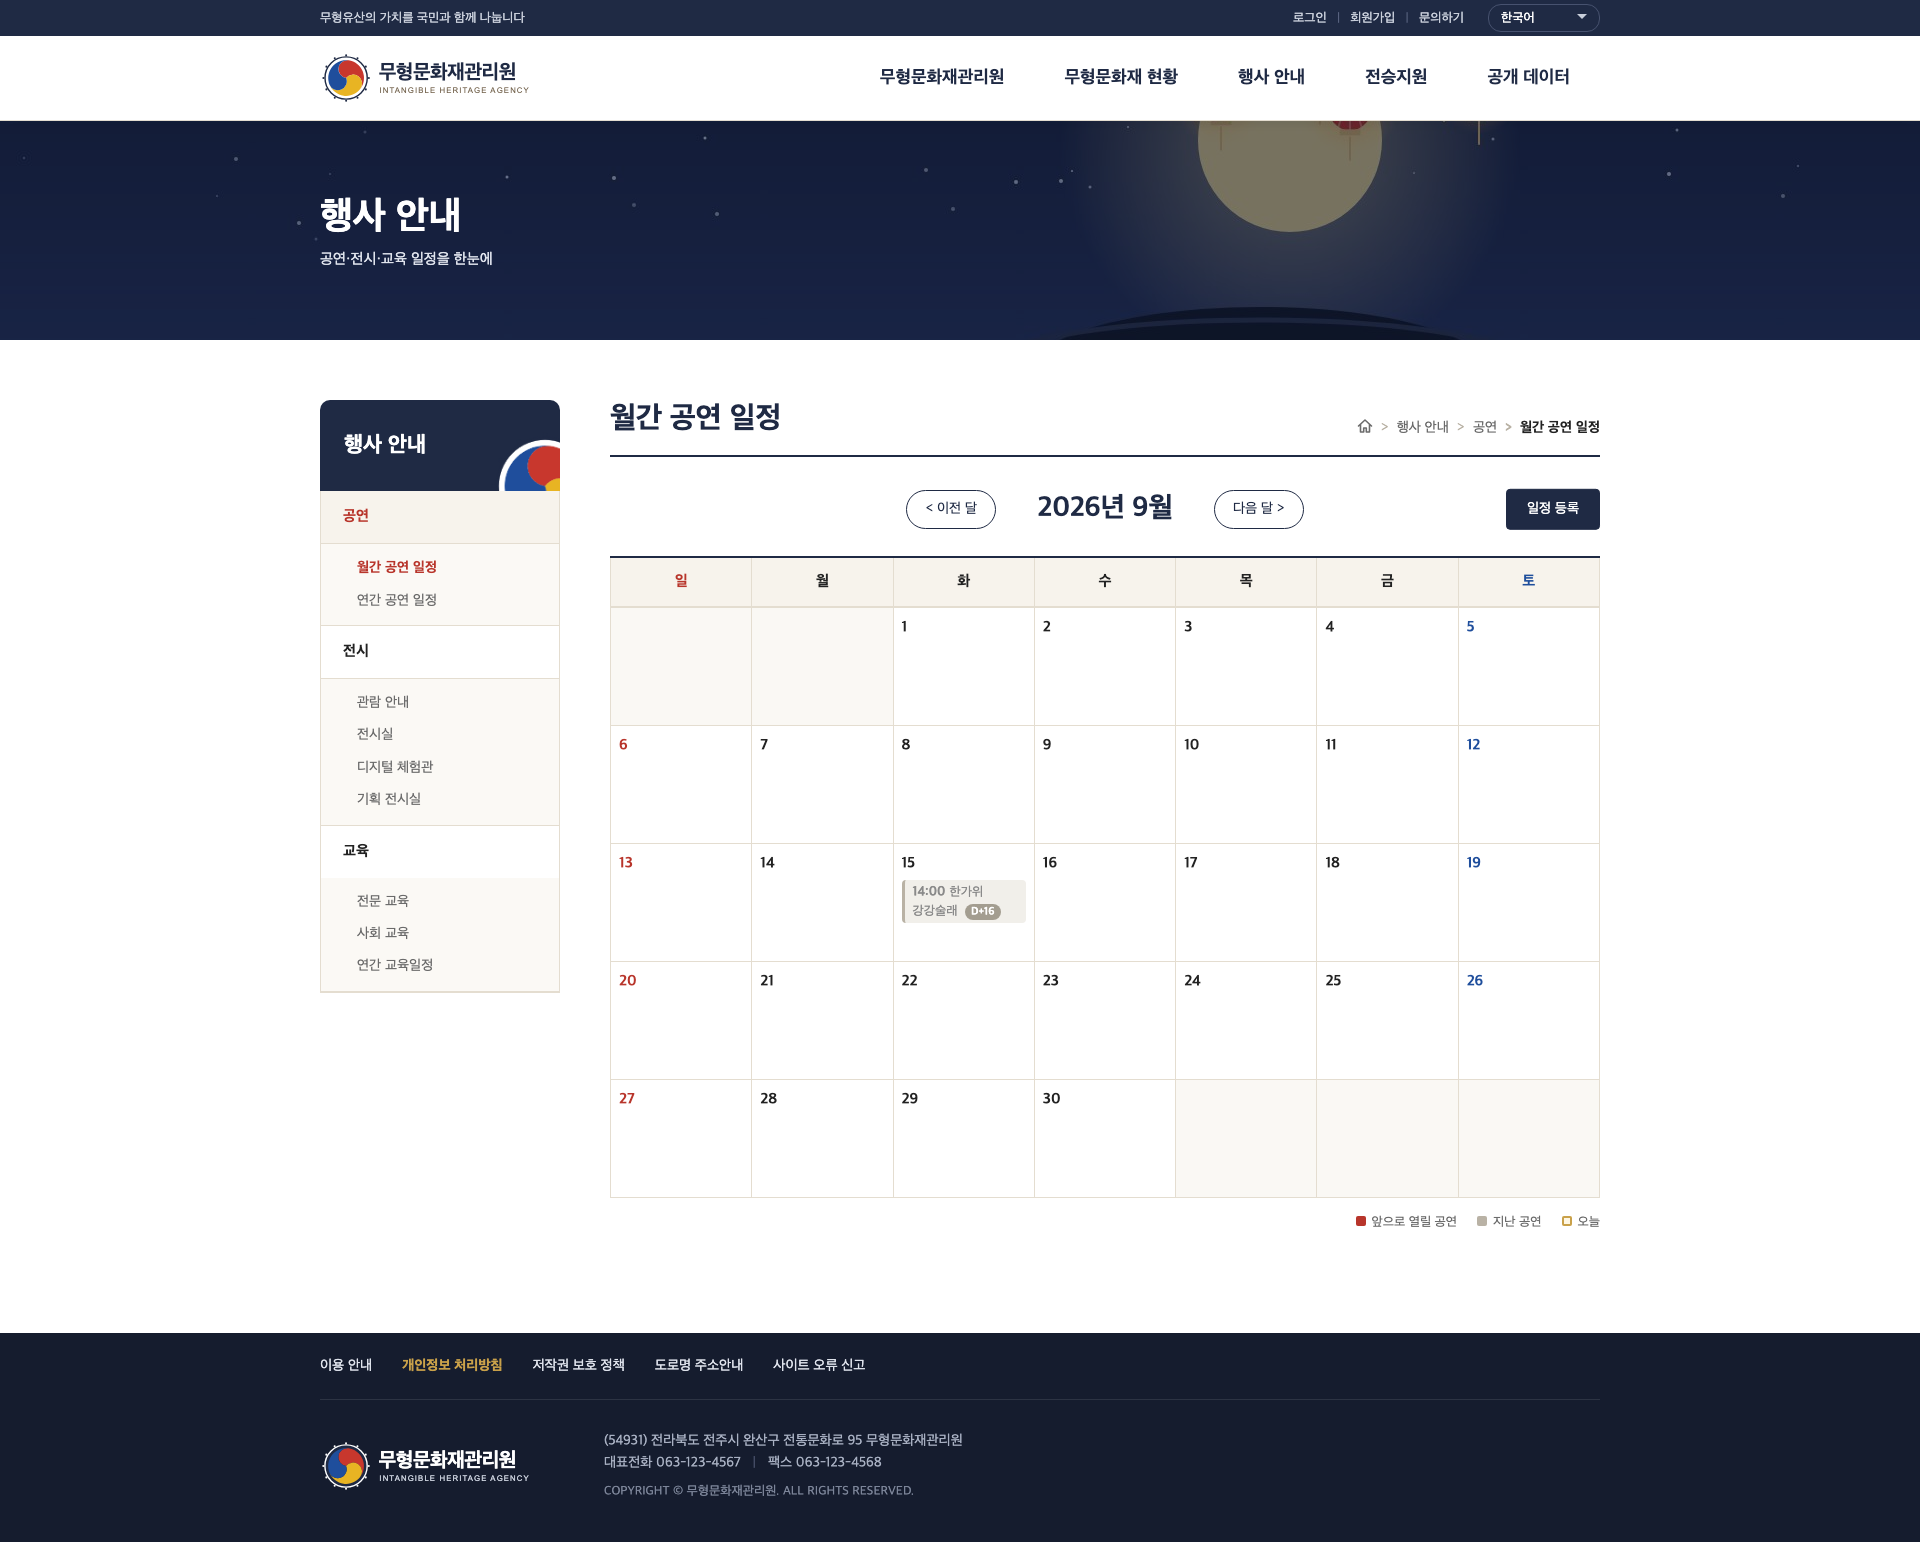 무형유산의 가치를 국민과 함께 나눕니다
로그인 | 회원가입 | 문의하기 한국어
무형문화재관리원
INTANGIBLE HERITAGE AGENCY
무형문화재관리원 무형문화재 현황 행사 안내 전승지원 공개 데이터
행사 안내
공연·전시·교육 일정을 한눈에
행사 안내
공연
월간 공연 일정
연간 공연 일정
전시
관람 안내
전시실
디지털 체험관
기획 전시실
교육
전문 교육
사회 교육
연간 교육일정
월간 공연 일정
> 행사 안내 > 공연 > 월간 공연 일정
< 이전 달 2026년 9월 다음 달 > 일정 등록
일 월 화 수 목 금 토
1 2 3 4 5
6 7 8 9 10 11 12
13 14 15 16 17 18 19
14:00 한가위
강강술래 D+16
20 21 22 23 24 25 26
27 28 29 30
앞으로 열릴 공연 지난 공연 오늘
이용 안내 개인정보 처리방침 저작권 보호 정책 도로명 주소안내 사이트 오류 신고
무형문화재관리원
INTANGIBLE HERITAGE AGENCY
(54931) 전라북도 전주시 완산구 전통문화로 95 무형문화재관리원
대표전화 063-123-4567 | 팩스 063-123-4568
COPYRIGHT © 무형문화재관리원. ALL RIGHTS RESERVED.